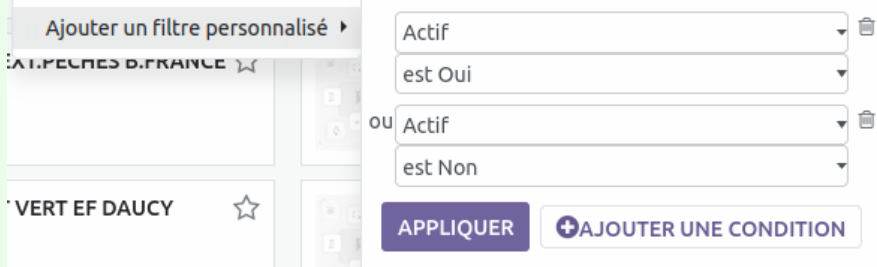 Ajouter un filtre personnalisé
EXT.PECHES B.FRANCE
VERT EF DAUCY
Actif
est Oui
ou
Actif
est Non
APPLIQUER
AJOUTER UNE CONDITION